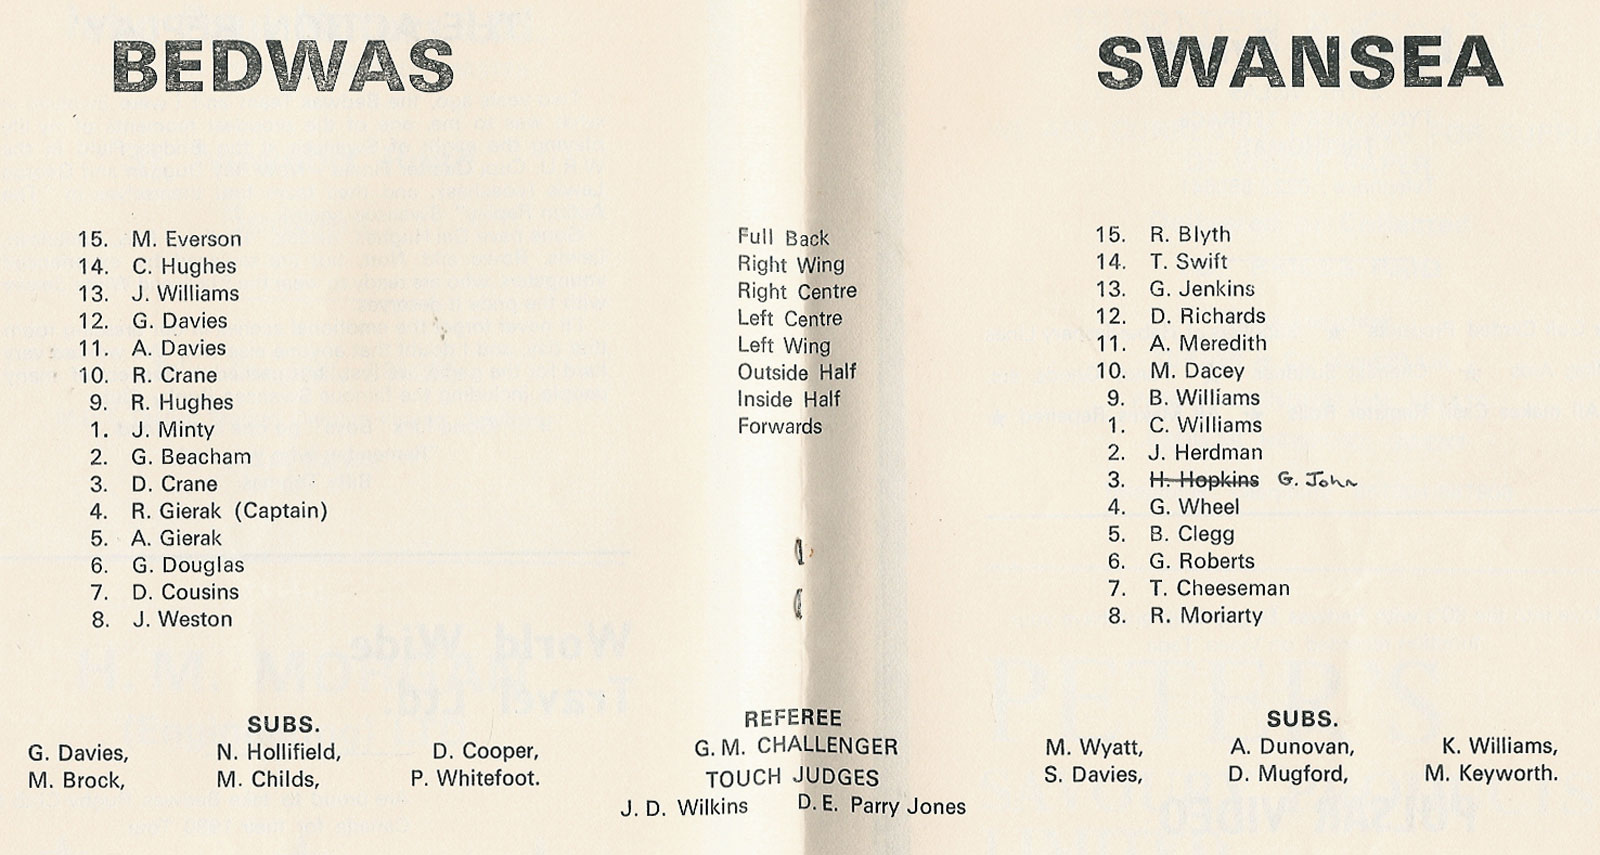 BEDWAS
15. M. Everson
14. C. Hughes
13. J. Williams
12. G. Davies
11. A. Davies
10. R. Crane
9. R. Hughes
1. J. Minty
2. G. Beacham
3. D. Crane
4. R. Gierak (Captain)
5. A. Gierak
6. G. Douglas
7. D. Cousins
8. J. Weston
SUBS.
G. Davies, N. Hollifield, D. Cooper,
M. Brock, M. Childs, P. Whitefoot.
Full Back
Right Wing
Right Centre
Left Centre
Left Wing
Outside Half
Inside Half
Forwards
REFEREE
G. M. CHALLENGER
TOUCH JUDGES
J. D. Wilkins D. E. Parry Jones
SWANSEA
15. R. Blyth
14. T. Swift
13. G. Jenkins
12. D. Richards
11. A. Meredith
10. M. Dacey
9. B. Williams
1. C. Williams
2. J. Herdman
3. H. Hopkins G. John
4. G. Wheel
5. B. Clegg
6. G. Roberts
7. T. Cheeseman
8. R. Moriarty
SUBS.
M. Wyatt, A. Dunovan, K. Williams,
S. Davies, D. Mugford, M. Keyworth.